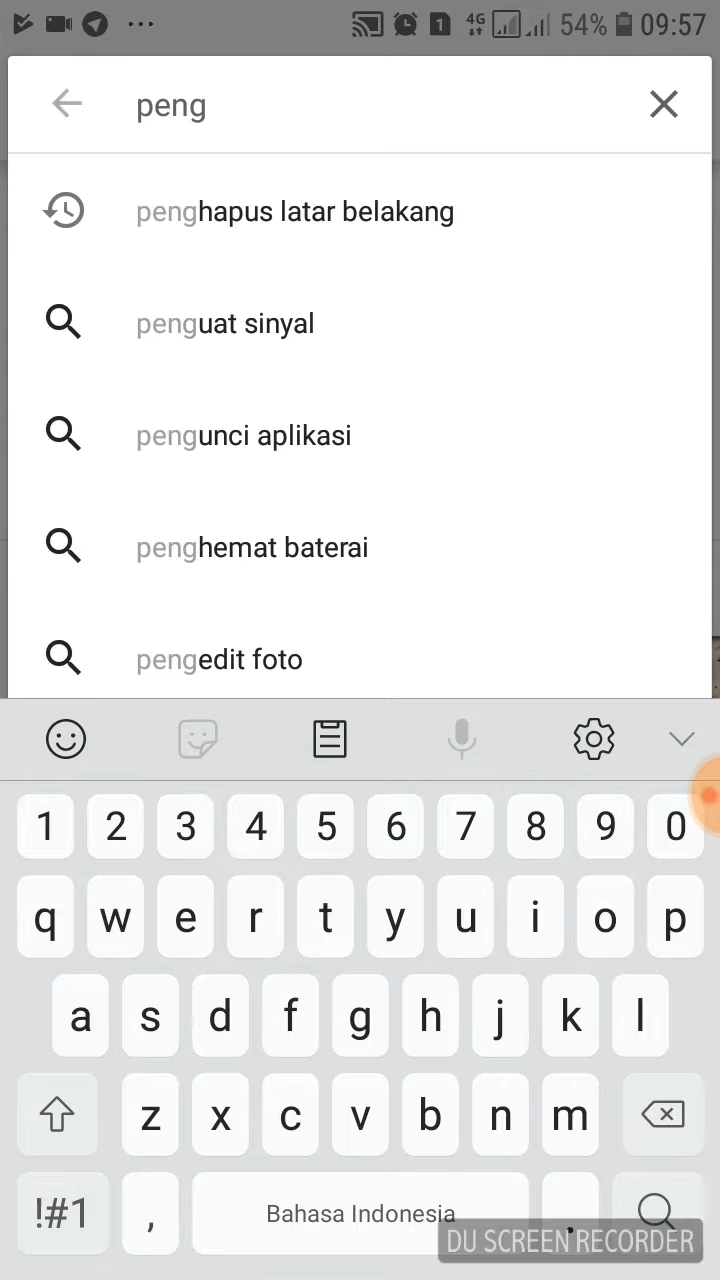 4G 54% 09:57
peng
penghapus latar belakang
penguat sinyal
pengunci aplikasi
penghemat baterai
pengedit foto
1 2 3 4 5 6 7 8 9 0
q w e r t y u i o p
a s d f g h j k l
z x c v b n m
!#1 , Bahasa Indonesia .
DU SCREEN RECORDER